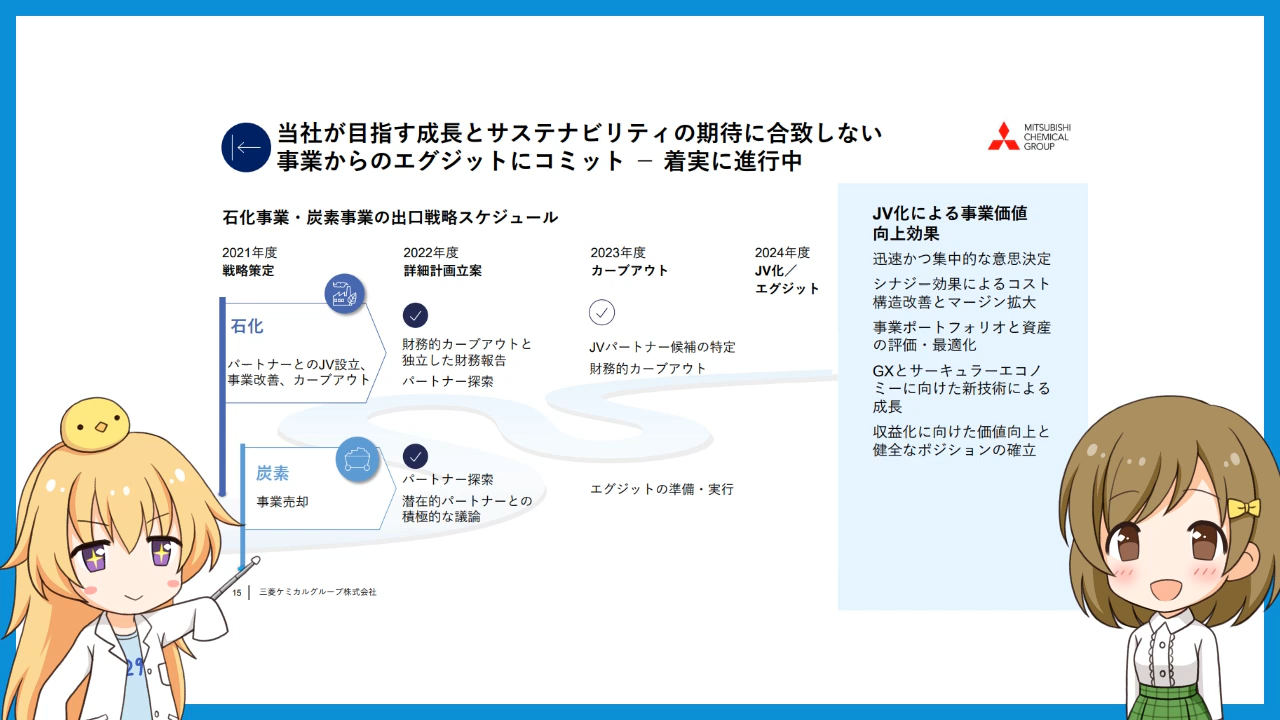 当社が目指す成長とサステナビリティの期待に合致しない
事業からのエグジットにコミット － 着実に進行中
MITSUBISHI
CHEMICAL
GROUP
石化事業・炭素事業の出口戦略スケジュール
2021年度
戦略策定
2022年度
詳細計画立案
2023年度
カーブアウト
2024年度
JV化／
エグジット
石化
パートナーとのJV設立、
事業改善、カーブアウト
財務的カーブアウトと
独立した財務報告
パートナー探索
JVパートナー候補の特定
財務的カーブアウト
炭素
事業売却
パートナー探索
潜在的パートナーとの
積極的な議論
エグジットの準備・実行
JV化による事業価値
向上効果
迅速かつ集中的な意思決定
シナジー効果によるコスト
構造改善とマージン拡大
事業ポートフォリオと資産
の評価・最適化
GXとサーキュラーエコノ
ミーに向けた新技術による
成長
収益化に向けた価値向上と
健全なポジションの確立
15
三菱ケミカルグループ株式会社
29